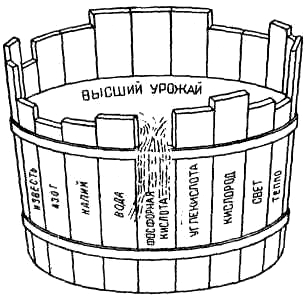 ВЫСШИЙ УРОЖАЙ
ИЗВЕСТЬ
АЗОТ
КАЛИЙ
ВОДА
ФОСФОРНАЯ
КИСЛОТА
УГЛЕКИСЛОТА
КИСЛОРОД
СВЕТ
ТЕПЛО